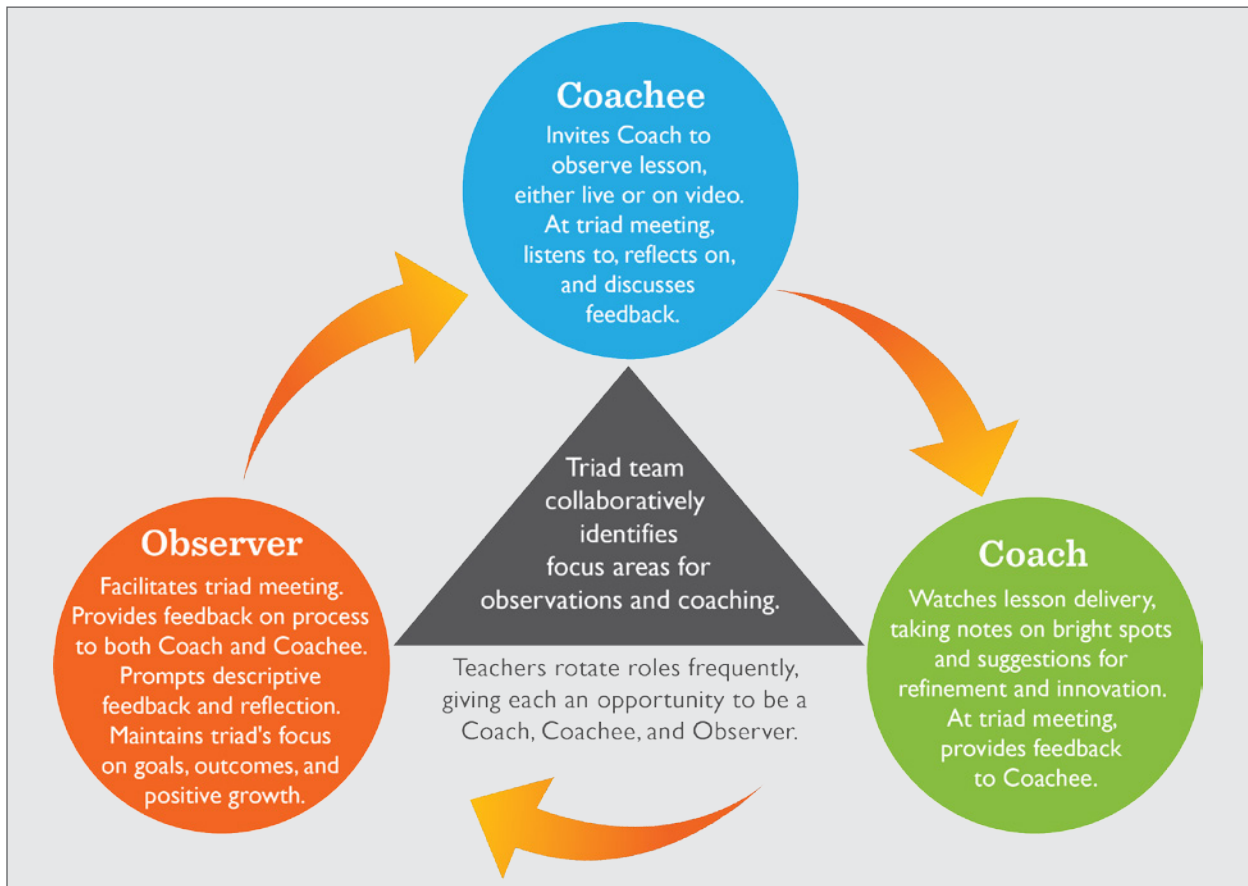 Coachee
Invites Coach to
observe lesson,
either live or on video.
At triad meeting,
listens to, reflects on,
and discusses
feedback.
Triad team
collaboratively
identifies
focus areas for
observations and coaching.
Observer
Facilitates triad meeting.
Provides feedback on process
to both Coach and Coachee.
Prompts descriptive
feedback and reflection.
Maintains triad's focus
on goals, outcomes, and
positive growth.
Coach
Watches lesson delivery,
taking notes on bright spots
and suggestions for
refinement and innovation.
At triad meeting,
provides feedback
to Coachee.
Teachers rotate roles frequently,
giving each an opportunity to be a
Coach, Coachee, and Observer.